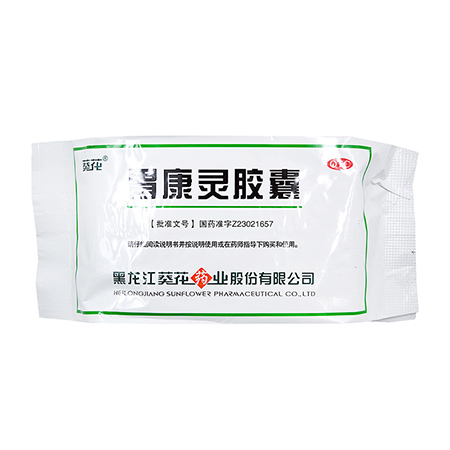 葵花®
胃康灵胶囊
OTC
【批准文号】国药准字Z23021657
请仔细阅读说明书并按说明使用或在药师指导下购买和使用。
黑龙江葵花药业股份有限公司
HEILONGJIANG SUNFLOWER PHARMACEUTICAL CO.,LTD